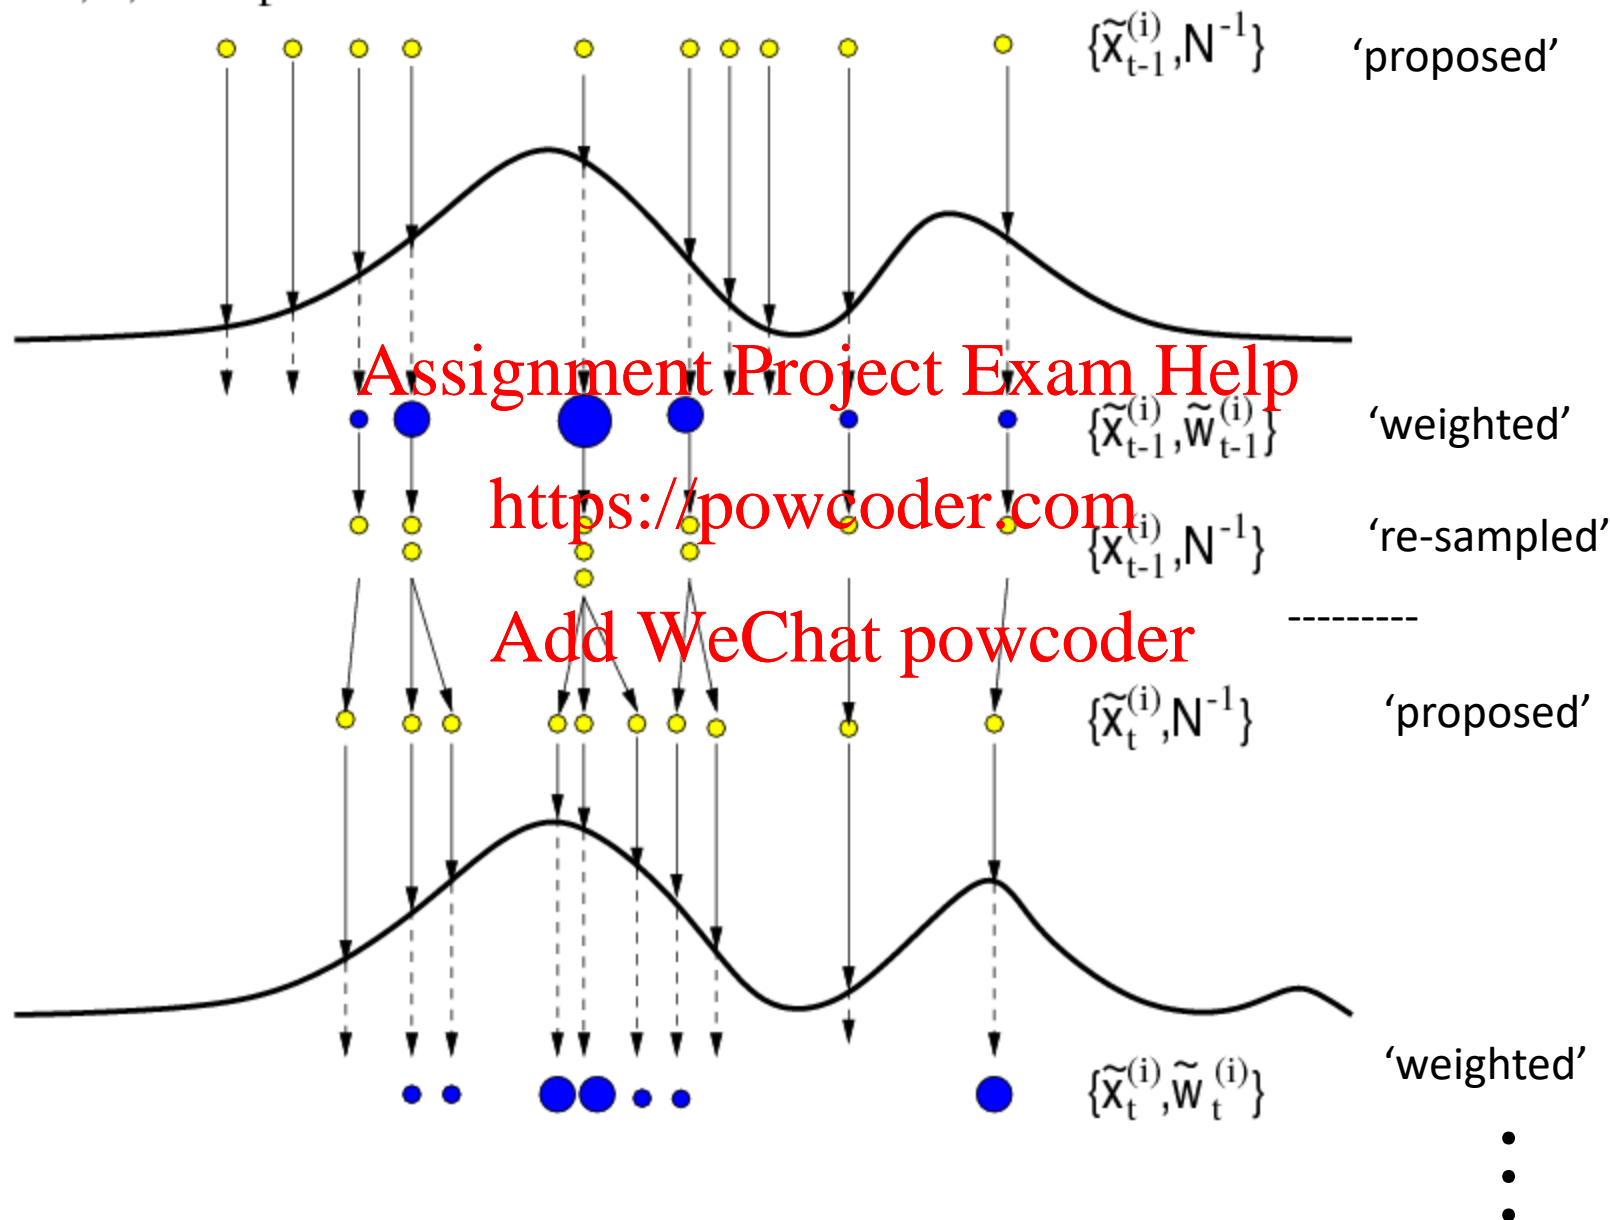 {x̃_{t-1}^{(i)},N^{-1}} ‘proposed’
Assignment Project Exam Help
{x̃_{t-1}^{(i)},w̃_{t-1}^{(i)}} ‘weighted’
https://powcoder.com
{x_{t-1}^{(i)},N^{-1}} ‘re-sampled’
---------
Add WeChat powcoder
{x̃_t^{(i)},N^{-1}} ‘proposed’
{x̃_t^{(i)},w̃_t^{(i)}} ‘weighted’